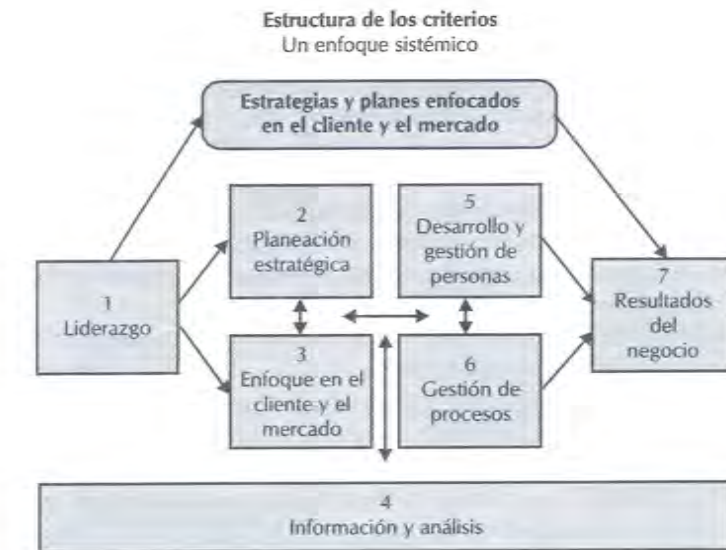 Estructura de los criterios
Un enfoque sistémico
Estrategias y planes enfocados
en el cliente y el mercado
1
Liderazgo
2
Planeación
estratégica
3
Enfoque en el
cliente y el
mercado
5
Desarrollo y
gestión de
personas
6
Gestión de
procesos
7
Resultados
del
negocio
4
Información y análisis